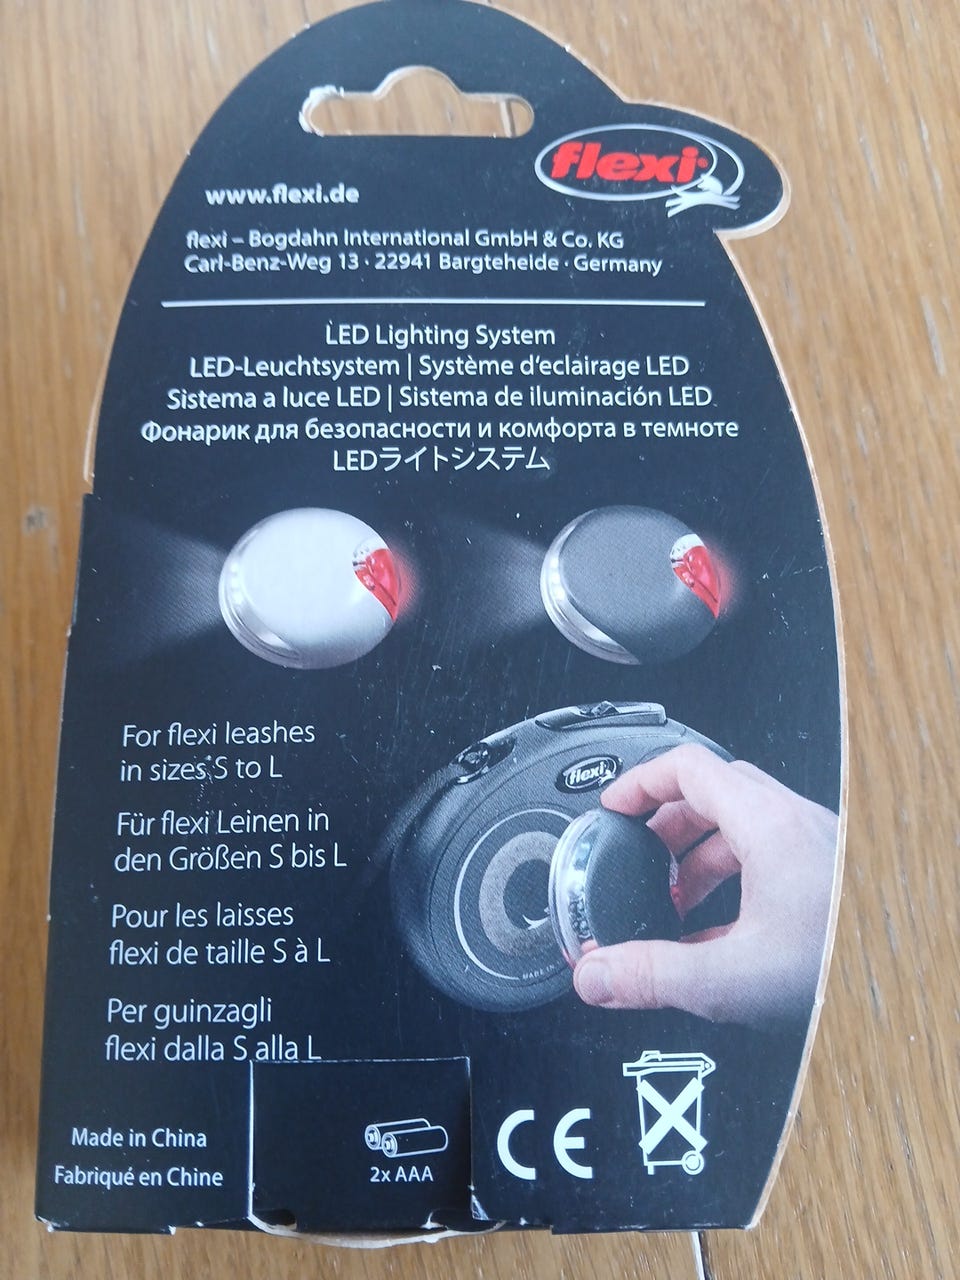 flexi
www.flexi.de
flexi – Bogdahn International GmbH & Co. KG
Carl-Benz-Weg 13 · 22941 Bargteheide · Germany
LED Lighting System
LED-Leuchtsystem | Système d'eclairage LED
Sistema a luce LED | Sistema de iluminación LED
Фонарик для безопасности и комфорта в темноте
LEDライトシステム
For flexi leashes
in sizes S to L
flexi
Für flexi Leinen in
den Größen S bis L
Pour les laisses
flexi de taille S à L
MADE IN
Per guinzagli
flexi dalla S alla L
Made in China
Fabriqué en Chine
2x AAA
CE